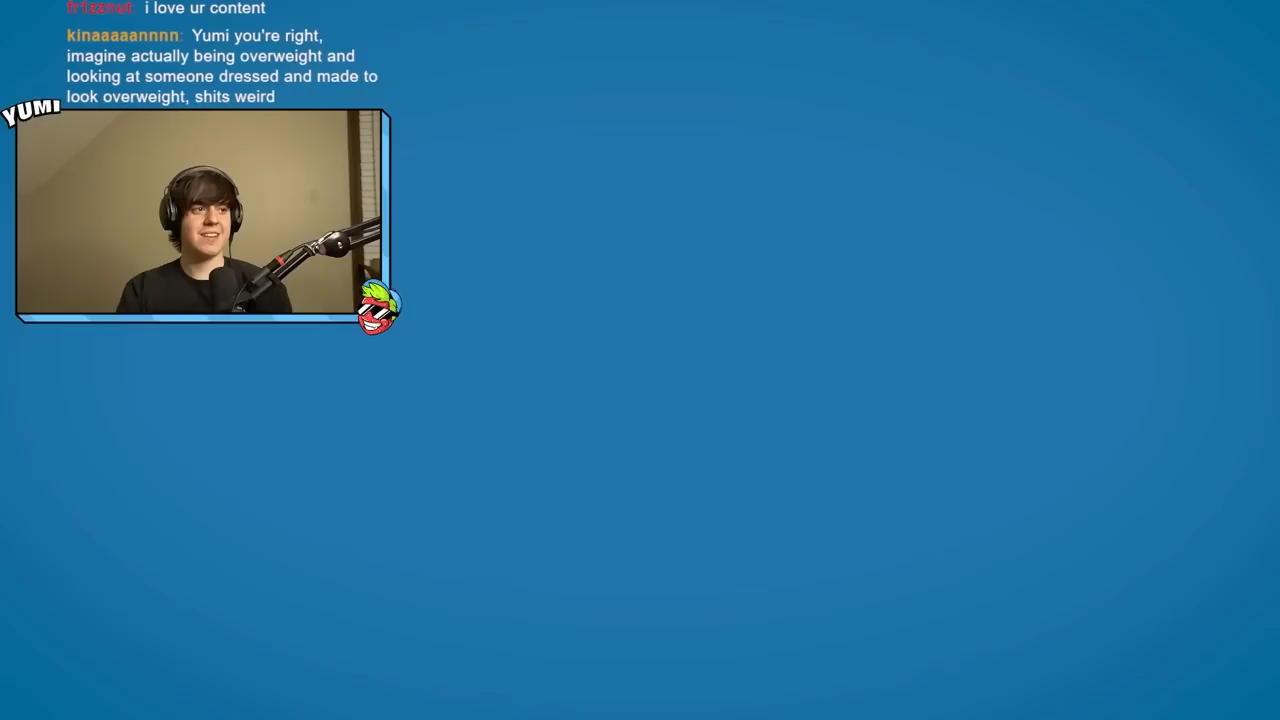 fr1zznut: i love ur content
kinaaaaannnn: Yumi you're right,
imagine actually being overweight and
looking at someone dressed and made to
look overweight, shits weird
YUMI